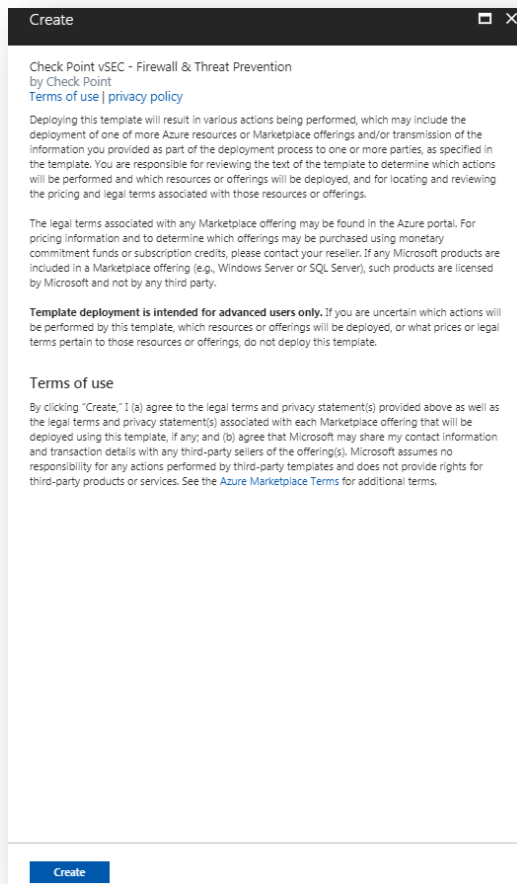 Create
Check Point vSEC - Firewall & Threat Prevention
by Check Point
Terms of use | privacy policy
Deploying this template will result in various actions being performed, which may include the
deployment of one of more Azure resources or Marketplace offerings and/or transmission of the
information you provided as part of the deployment process to one or more parties, as specified in
the template. You are responsible for reviewing the text of the template to determine which actions
will be performed and which resources or offerings will be deployed, and for locating and reviewing
the pricing and legal terms associated with those resources or offerings.
The legal terms associated with any Marketplace offering may be found in the Azure portal. For
pricing information and to determine which offerings may be purchased using monetary
commitment funds or subscription credits, please contact your reseller. If any Microsoft products are
included in a Marketplace offering (e.g., Windows Server or SQL Server), such products are licensed
by Microsoft and not by any third party.
Template deployment is intended for advanced users only. If you are uncertain which actions will
be performed by this template, which resources or offerings will be deployed, or what prices or legal
terms pertain to those resources or offerings, do not deploy this template.
Terms of use
By clicking "Create," I (a) agree to the legal terms and privacy statement(s) provided above as well as
the legal terms and privacy statement(s) associated with each Marketplace offering that will be
deployed using this template, if any; and (b) agree that Microsoft may share my contact information
and transaction details with any third-party sellers of the offering(s). Microsoft assumes no
responsibility for any actions performed by third-party templates and does not provide rights for
third-party products or services. See the Azure Marketplace Terms for additional terms.
Create